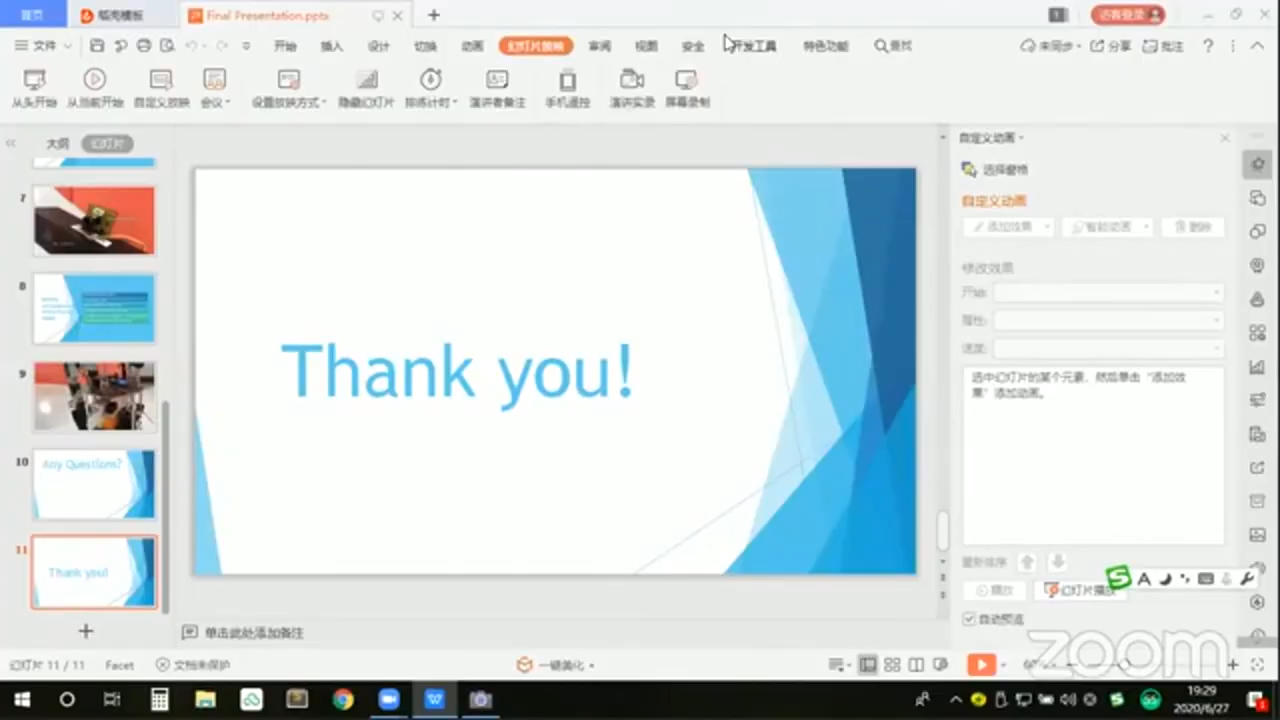 首页 稻壳模板 Final Presentation.pptx 访客登录
文件 开始 插入 设计 切换 动画 幻灯片放映 审阅 视图 安全 开发工具 特色功能 查找 未同步 分享 批注
从头开始 从当前开始 自定义放映 会议 设置放映方式 隐藏幻灯片 排练计时 演讲者备注 手机遥控 演讲实录 屏幕录制
大纲 幻灯片
自定义动画
选择窗格
自定义动画
添加效果 智能动画 删除
修改效果
开始:
属性:
速度:
选中幻灯片的某个元素,然后单击“添加效
果”添加动画。
重新排序
播放 幻灯片播放
自动预览
7
8
9
10 Any Questions?
11 Thank you!
Thank you!
单击此处添加备注
幻灯片 11 / 11 Facet 文档未保护 一键美化
zoom
19:29
2020/6/27